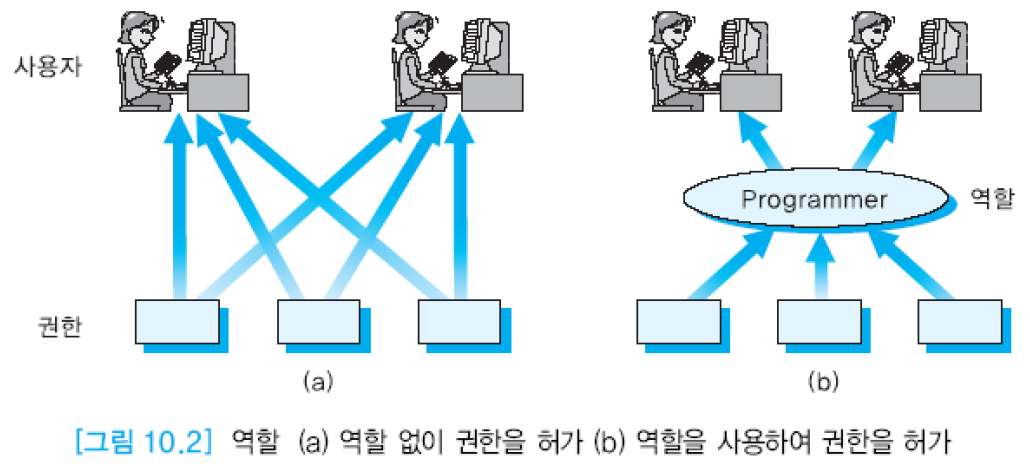 사용자
Programmer 역할
권한
(a) (b)
[그림 10.2] 역할 (a) 역할 없이 권한을 허가 (b) 역할을 사용하여 권한을 허가